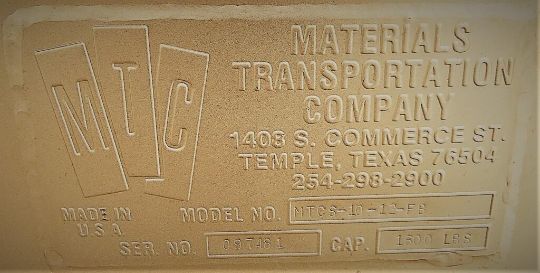 MTC
MATERIALS
TRANSPORTATION
COMPANY
1408 S. COMMERCE ST.
TEMPLE, TEXAS 76504
254-298-2900
MADE IN
U S A
MODEL NO.
SER. NO.
CAP. 1500 LBS